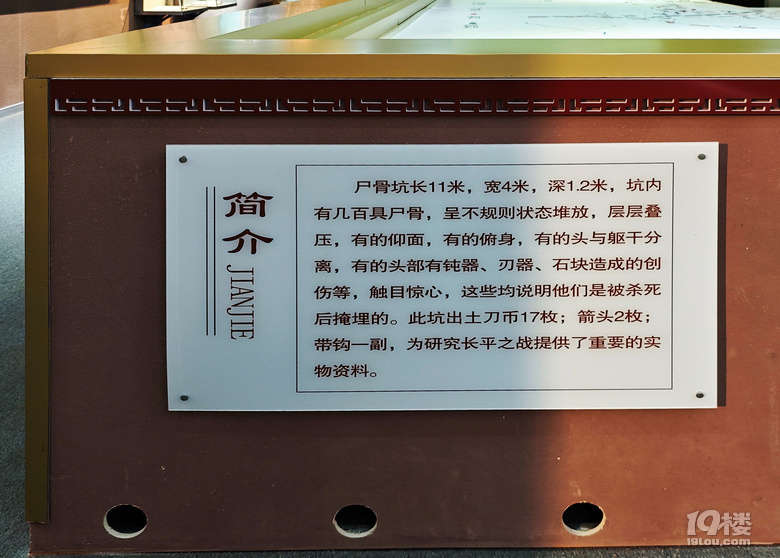 简介
JIANJIE
尸骨坑长11米，宽4米，深1.2米，坑内
有几百具尸骨，呈不规则状态堆放，层层叠
压，有的仰面，有的俯身，有的头与躯干分
离，有的头部有钝器、刃器、石块造成的创
伤等，触目惊心，这些均说明他们是被杀死
后掩埋的。此坑出土刀币17枚；箭头2枚；
带钩一副，为研究长平之战提供了重要的实
物资料。
19楼
19lou.com